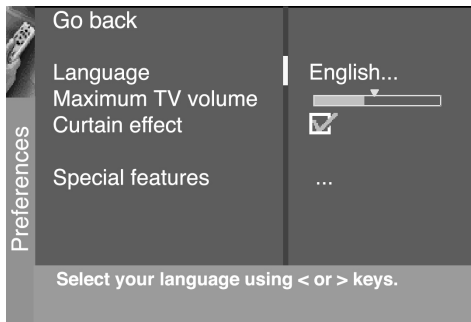 Go back
Language English...
Maximum TV volume
Curtain effect
Special features ...
Preferences
Select your language using < or > keys.